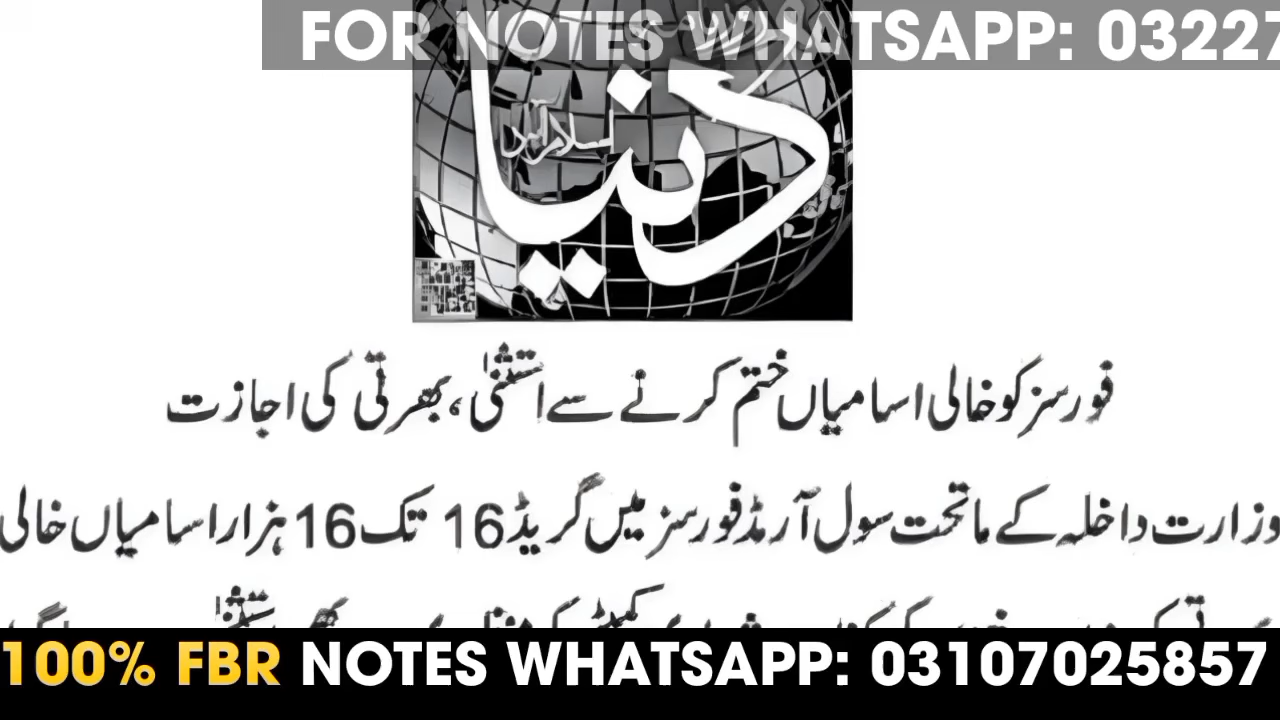 FOR NOTES WHATSAPP: 03227
دنیا
اسلام آباد
فورسز کو خالی اسامیاں ختم کرنے سے استثنیٰ، بھرتی کی اجازت
وزارت داخلہ کے ماتحت سول آرمڈ فورسز میں گریڈ 16 تک 16 ہزار اسامیاں خالی
100% FBR NOTES WHATSAPP: 03107025857